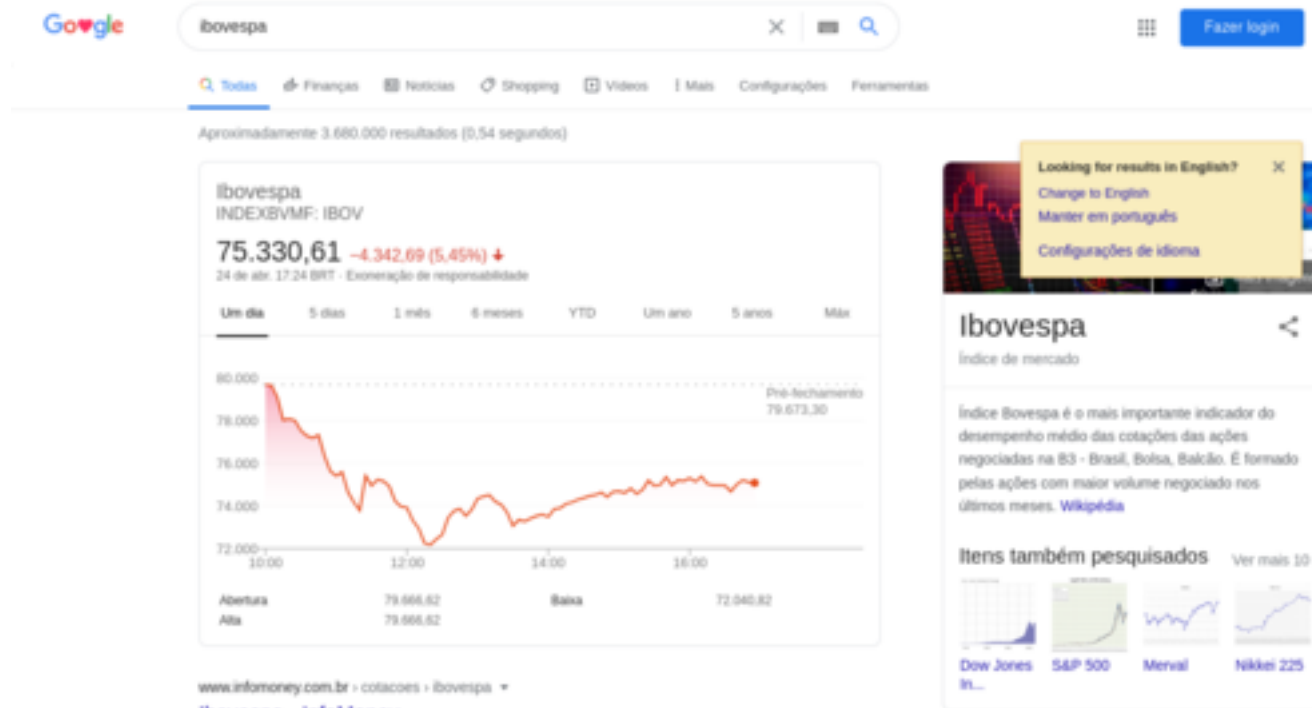 Google
ibovespa
Fazer login
Todas Finanças Notícias Shopping Vídeos Mais Configurações Ferramentas
Aproximadamente 3.680.000 resultados (0,54 segundos)
Ibovespa
INDEXBVMF: IBOV
75.330,61 −4.342,69 (5,45%)
24 de abr. 17:24 BRT · Exoneração de responsabilidade
Um dia 5 dias 1 mês 6 meses YTD Um ano 5 anos Máx
80.000
78.000
76.000
74.000
72.000
Pré-fechamento
79.673,30
10:00 12:00 14:00 16:00
Abertura 79.666,62 Baixa 72.040,82
Alta 79.666,62
www.infomoney.com.br › cotacoes › ibovespa
Looking for results in English?
Change to English
Manter em português
Configurações de idioma
Ibovespa
Índice de mercado
Índice Bovespa é o mais importante indicador do
desempenho médio das cotações das ações
negociadas na B3 - Brasil, Bolsa, Balcão. É formado
pelas ações com maior volume negociado nos
últimos meses. Wikipédia
Itens também pesquisados Ver mais 10
Dow Jones In... S&P 500 Merval Nikkei 225